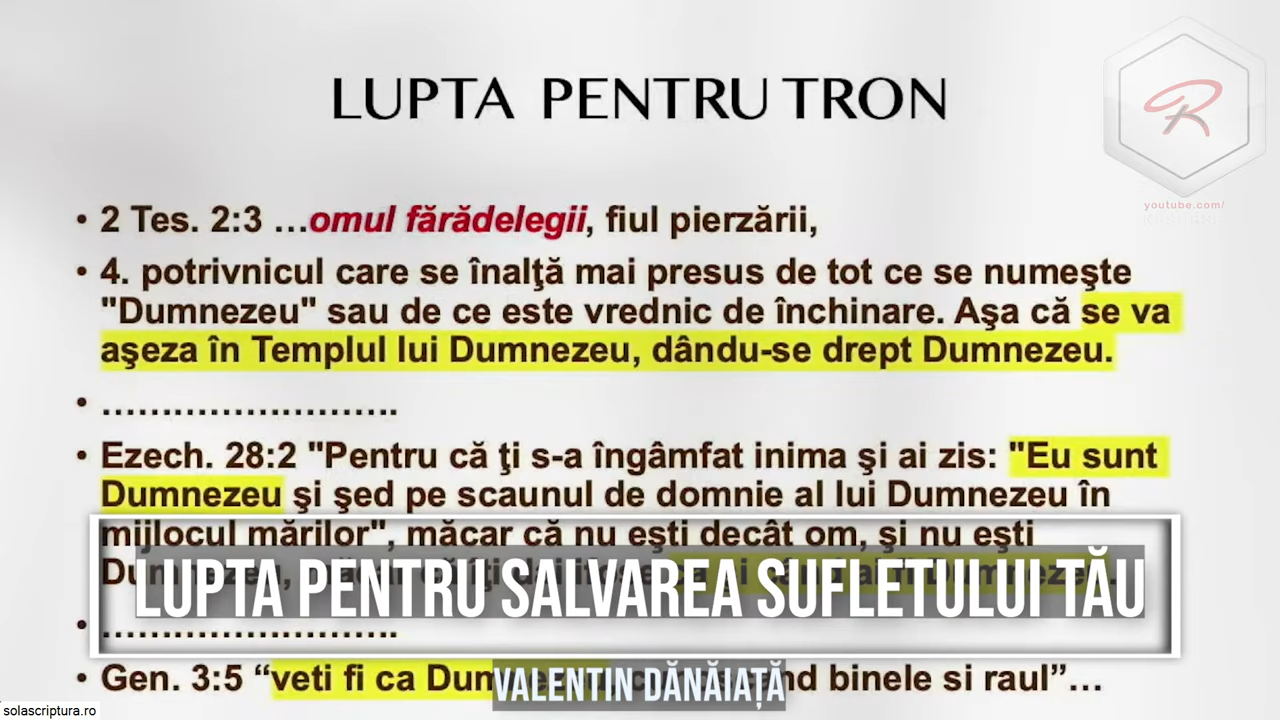 LUPTA PENTRU TRON
R
youtube.com/
• 2 Tes. 2:3 ...omul fărădelegii, fiul pierzării,
• 4. potrivnicul care se înalţă mai presus de tot ce se numeşte
"Dumnezeu" sau de ce este vrednic de închinare. Aşa că se va
aşeza în Templul lui Dumnezeu, dându-se drept Dumnezeu.
• ............................
• Ezech. 28:2 "Pentru că ţi s-a îngâmfat inima şi ai zis: "Eu sunt
Dumnezeu şi şed pe scaunul de domnie al lui Dumnezeu în
mijlocul mărilor", măcar că nu eşti decât om, şi nu eşti
LUPTA PENTRU SALVAREA SUFLETULUI TĂU
• ............................
• Gen. 3:5 “veti fi ca binele si raul”...
VALENTIN DĂNĂIAȚĂ
solascriptura.ro